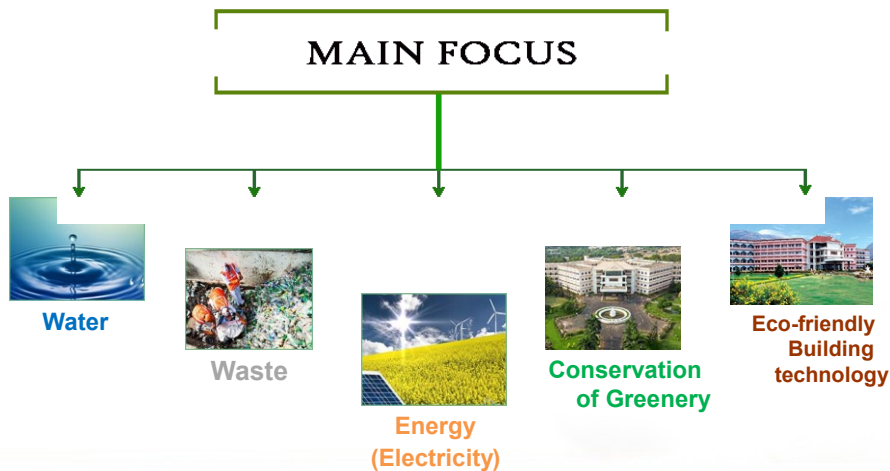 MAIN FOCUS
Water
Waste
Energy
(Electricity)
Conservation
of Greenery
Eco-friendly
Building
technology